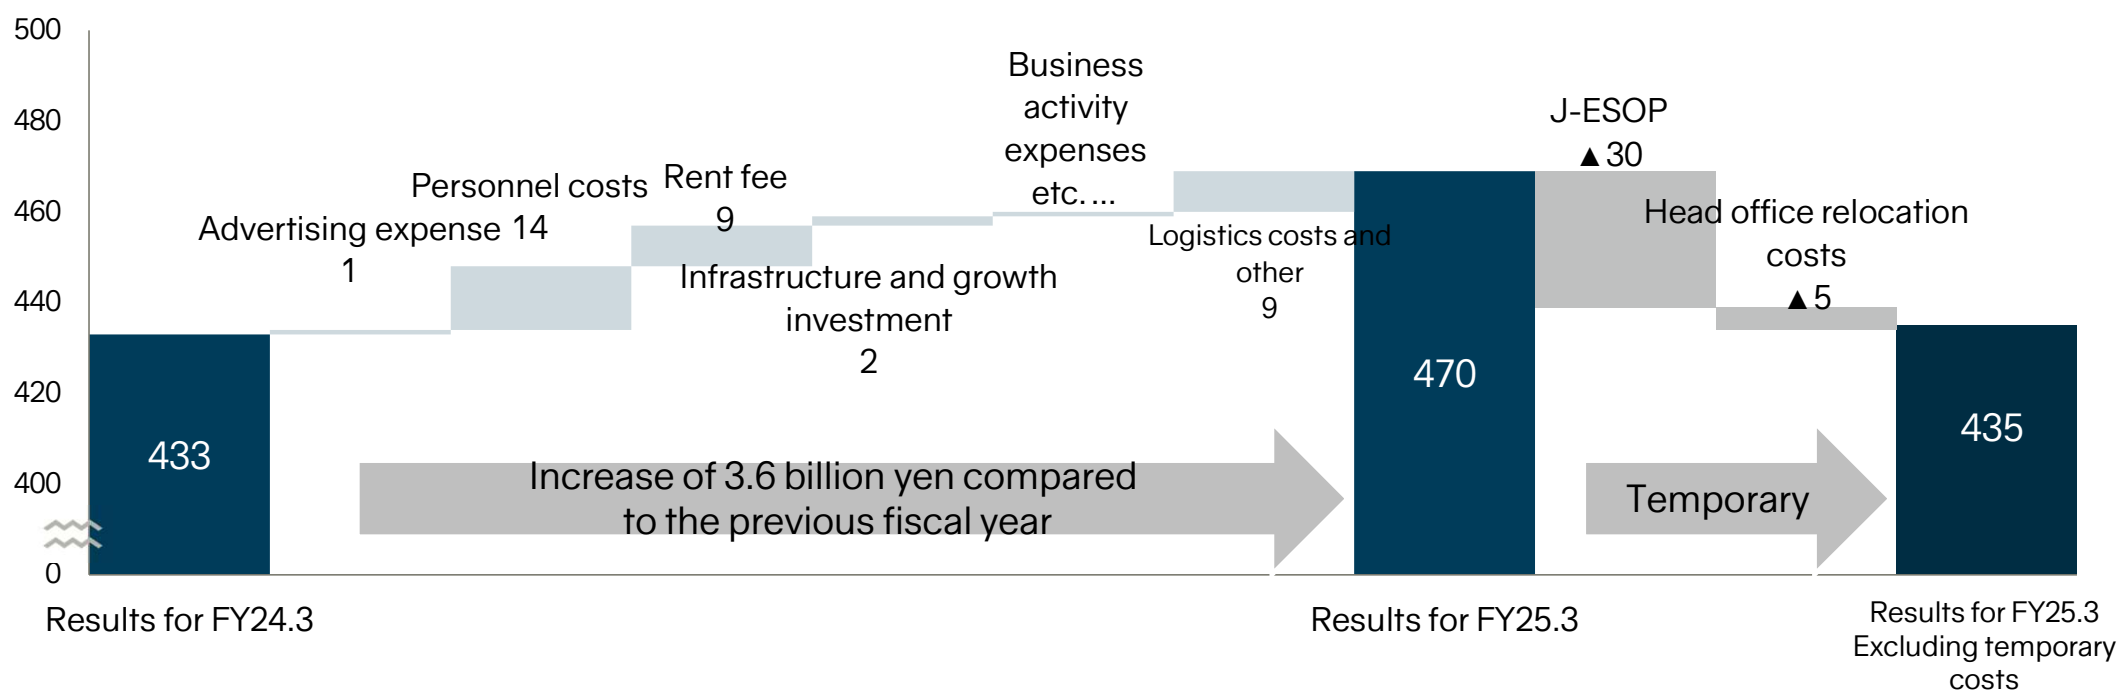 500
480
460
440
420
400
0
Advertising expense
1
Personnel costs
14
Rent fee
9
Infrastructure and growth
investment
2
Business
activity
expenses
etc. ...
Logistics costs and
other
9
J-ESOP
▲30
Head office relocation
costs
▲5
433
470
435
Increase of 3.6 billion yen compared
to the previous fiscal year
Temporary
Results for FY24.3
Results for FY25.3
Results for FY25.3
Excluding temporary
costs